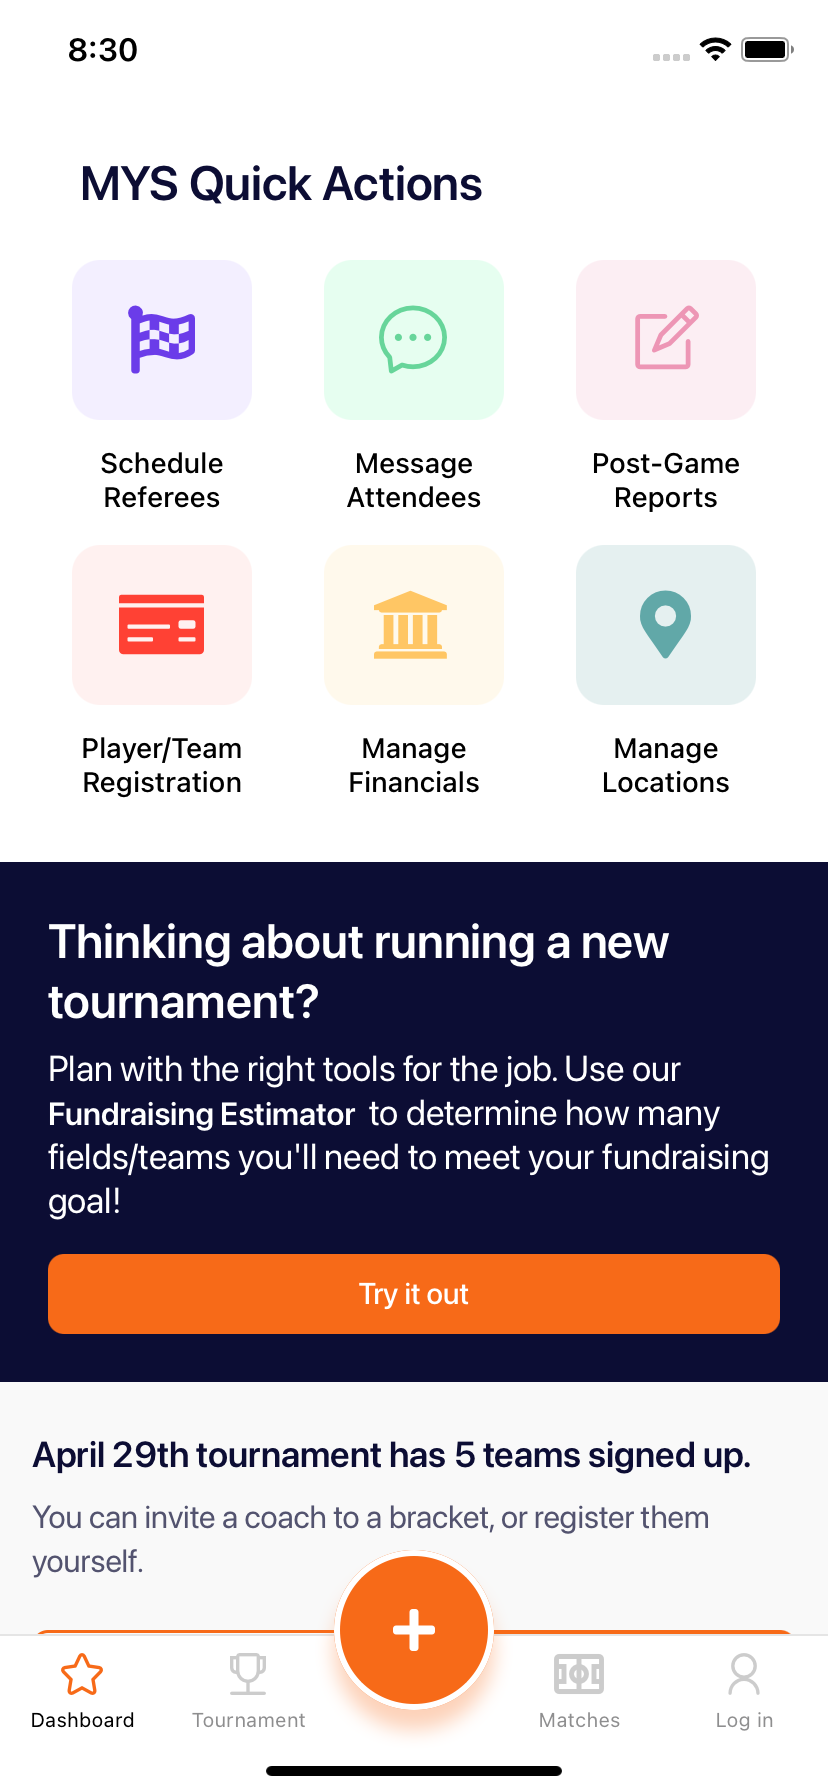 8:30
MYS Quick Actions
Schedule
Referees
Message
Attendees
Post-Game
Reports
Player/Team
Registration
Manage
Financials
Manage
Locations
Thinking about running a new
tournament?
Plan with the right tools for the job. Use our
Fundraising Estimator to determine how many
fields/teams you'll need to meet your fundraising
goal!
Try it out
April 29th tournament has 5 teams signed up.
You can invite a coach to a bracket, or register them
yourself.
Dashboard
Tournament
Matches
Log in